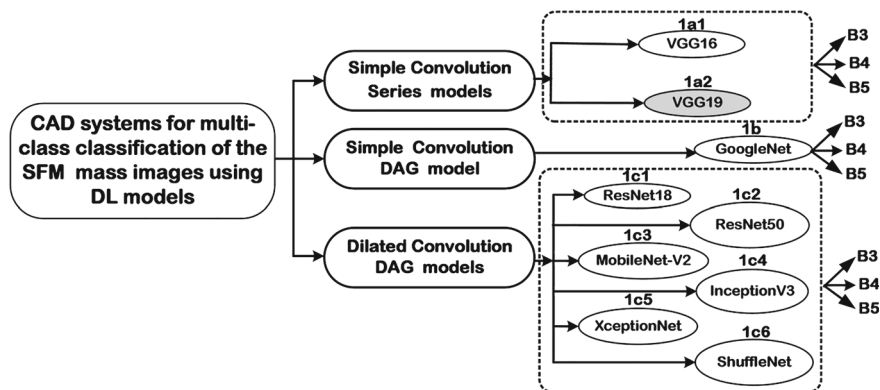 CAD systems for multi-
class classification of the
SFM mass images using
DL models
Simple Convolution
Series models
1a1
VGG16
1a2
VGG19
B3
B4
B5
Simple Convolution
DAG model
1b
GoogleNet
B3
B4
B5
Dilated Convolution
DAG models
1c1
ResNet18
1c2
ResNet50
1c3
MobileNet-V2
1c4
InceptionV3
1c5
XceptionNet
1c6
ShuffleNet
B3
B4
B5